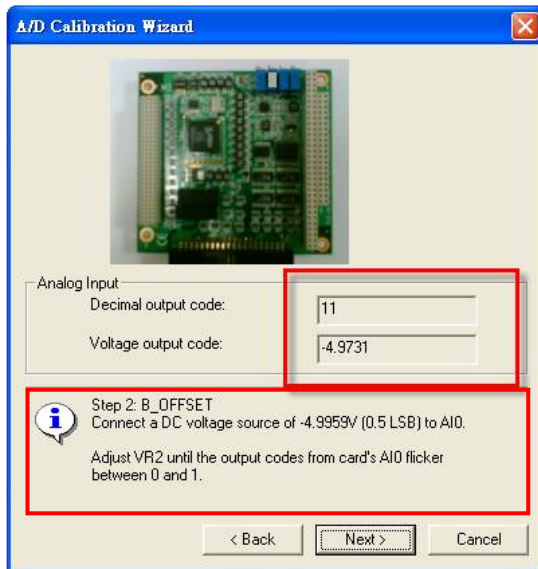 A/D Calibration Wizard
Analog Input
Decimal output code:
11
Voltage output code:
-4.9731
Step 2: B_OFFSET
Connect a DC voltage source of -4.9959V (0.5 LSB) to AI0.
Adjust VR2 until the output codes from card's AI0 flicker
between 0 and 1.
< Back
Next >
Cancel